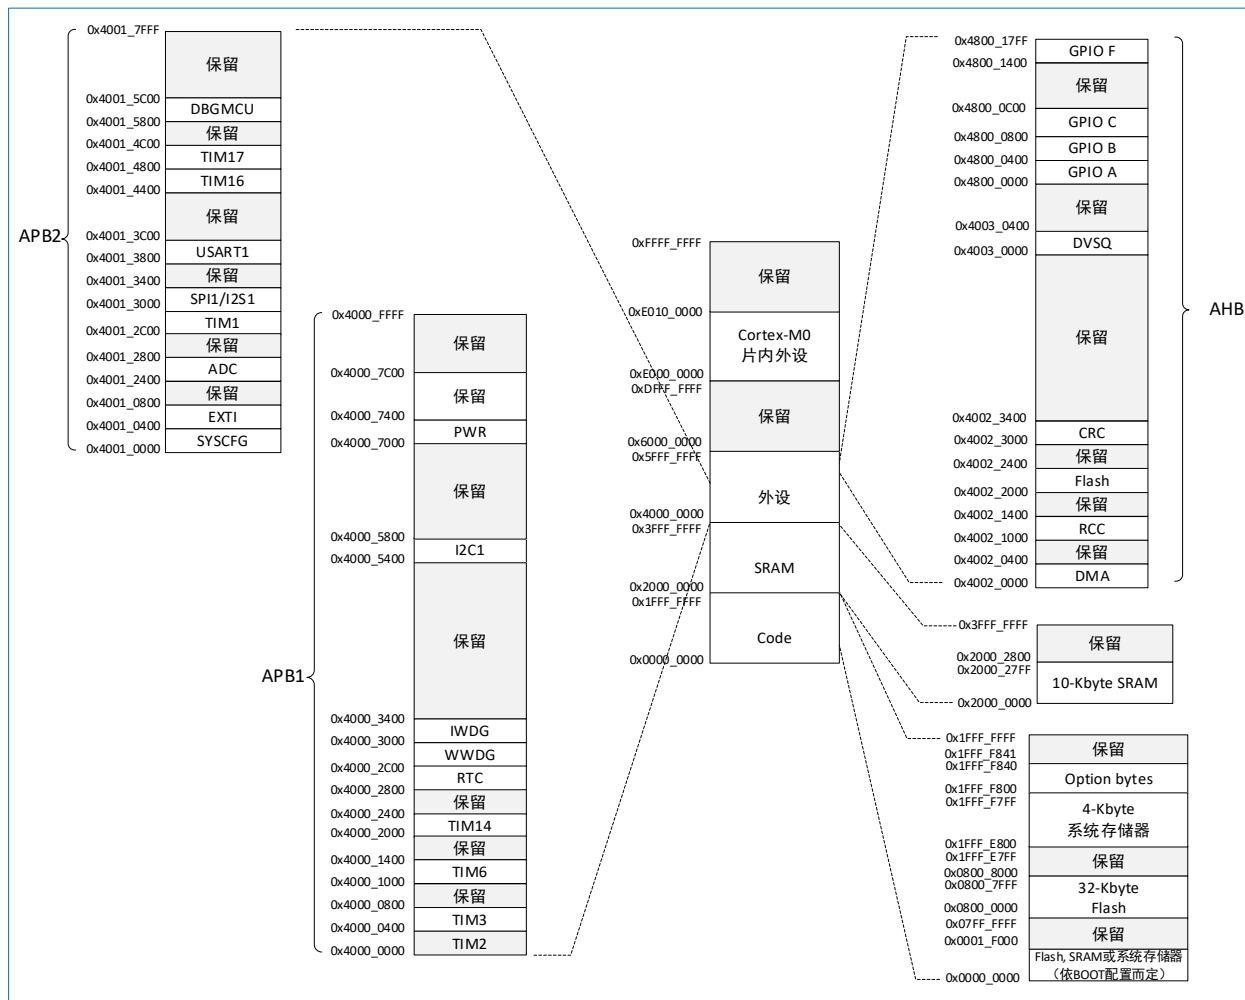 0x4001_7FFF
保留
0x4001_5C00
DBGMCU
0x4001_5800
保留
0x4001_4C00
TIM17
0x4001_4800
TIM16
0x4001_4400
保留
APB2
0x4001_3C00
USART1
0x4001_3800
保留
0x4001_3400
SPI1/I2S1
0x4001_3000
TIM1
0x4001_2C00
保留
0x4001_2800
ADC
0x4001_2400
保留
0x4001_0800
EXTI
0x4001_0400
SYSCFG
0x4001_0000
0x4000_FFFF
保留
0x4000_7C00
保留
0x4000_7400
PWR
0x4000_7000
保留
0x4000_5800
I2C1
0x4000_5400
保留
APB1
0x4000_3400
IWDG
0x4000_3000
WWDG
0x4000_2C00
RTC
0x4000_2800
保留
0x4000_2400
TIM14
0x4000_2000
保留
0x4000_1400
TIM6
0x4000_1000
保留
0x4000_0800
TIM3
0x4000_0400
TIM2
0x4000_0000
0xFFFF_FFFF
保留
0xE010_0000
Cortex-M0
片内外设
0xE000_0000
0xDFFF_FFFF
保留
0x6000_0000
0x5FFF_FFFF
外设
0x4000_0000
0x3FFF_FFFF
SRAM
0x2000_0000
0x1FFF_FFFF
Code
0x0000_0000
0x4800_17FF
GPIO F
0x4800_1400
保留
0x4800_0C00
GPIO C
0x4800_0800
GPIO B
0x4800_0400
GPIO A
0x4800_0000
保留
0x4003_0400
DVSQ
0x4003_0000
保留
AHB
0x4002_3400
CRC
0x4002_3000
保留
0x4002_2400
Flash
0x4002_2000
保留
0x4002_1400
RCC
0x4002_1000
保留
0x4002_0400
DMA
0x4002_0000
0x3FFF_FFFF
保留
0x2000_2800
0x2000_27FF
10-Kbyte SRAM
0x2000_0000
0x1FFF_FFFF
保留
0x1FFF_F841
0x1FFF_F840
Option bytes
0x1FFF_F800
0x1FFF_F7FF
4-Kbyte
系统存储器
0x1FFF_E800
0x1FFF_E7FF
保留
0x0800_8000
0x0800_7FFF
32-Kbyte
Flash
0x0800_0000
0x07FF_FFFF
保留
0x0001_F000
Flash, SRAM或系统存储器
（依BOOT配置而定）
0x0000_0000